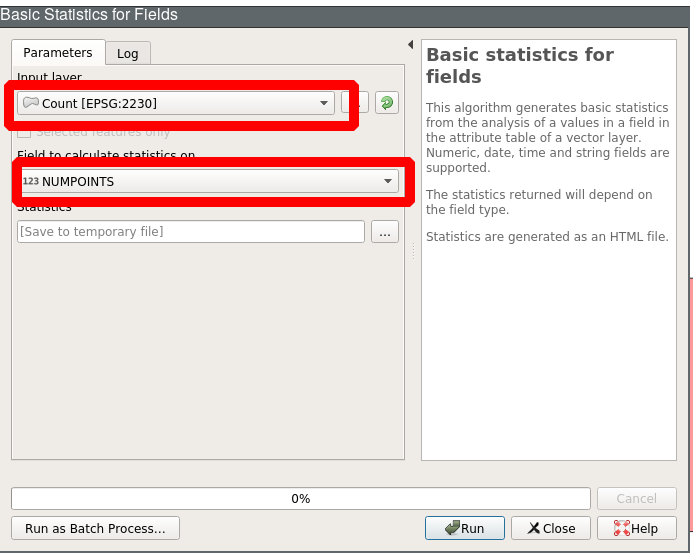 Basic Statistics for Fields
Parameters
Log
Input layer
Count [EPSG:2230]
Selected features only
Field to calculate statistics on
123 NUMPOINTS
Statistics
[Save to temporary file]
...
Basic statistics for
fields
This algorithm generates basic statistics
from the analysis of a values in a field in
the attribute table of a vector layer.
Numeric, date, time and string fields are
supported.
The statistics returned will depend on
the field type.
Statistics are generated as an HTML file.
0%
Cancel
Run as Batch Process...
Run
Close
Help